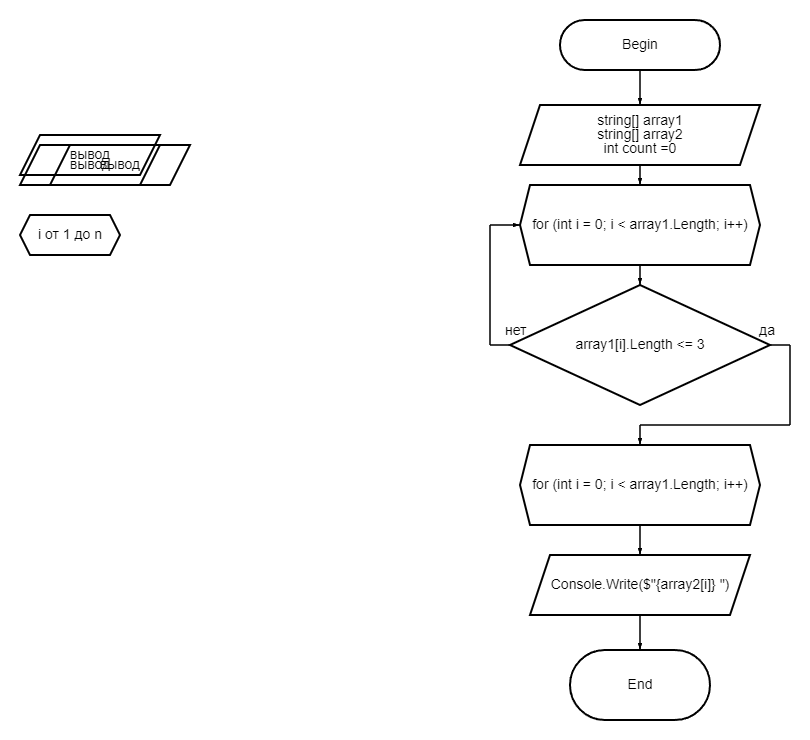 Begin
string[] array1
string[] array2
int count =0
вывод
вывод
вывод
for (int i = 0; i < array1.Length; i++)
i от 1 до n
нет
да
array1[i].Length <= 3
for (int i = 0; i < array1.Length; i++)
Console.Write($"{array2[i]} ")
End